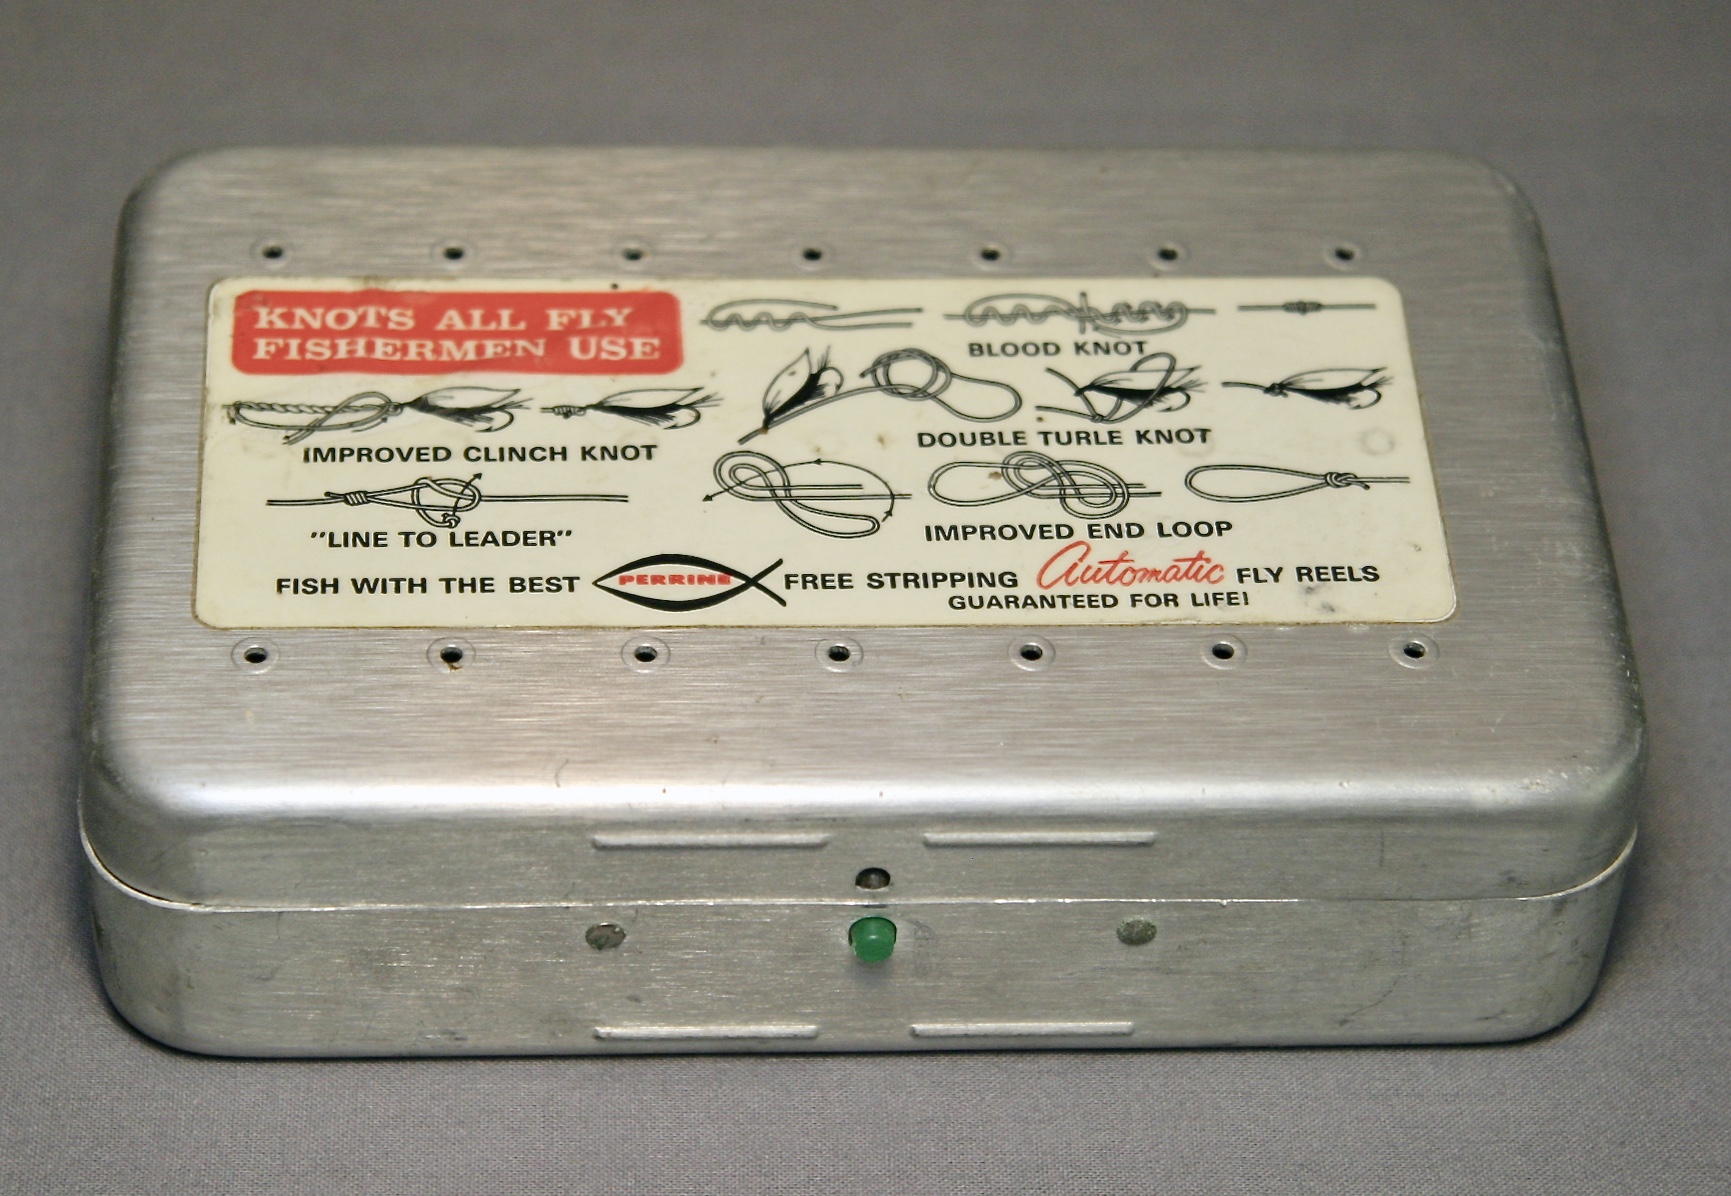 KNOTS ALL FLY
FISHERMEN USE
BLOOD KNOT
IMPROVED CLINCH KNOT
DOUBLE TURLE KNOT
"LINE TO LEADER"
IMPROVED END LOOP
FISH WITH THE BEST PERRINE FREE STRIPPING Automatic FLY REELS
GUARANTEED FOR LIFE!